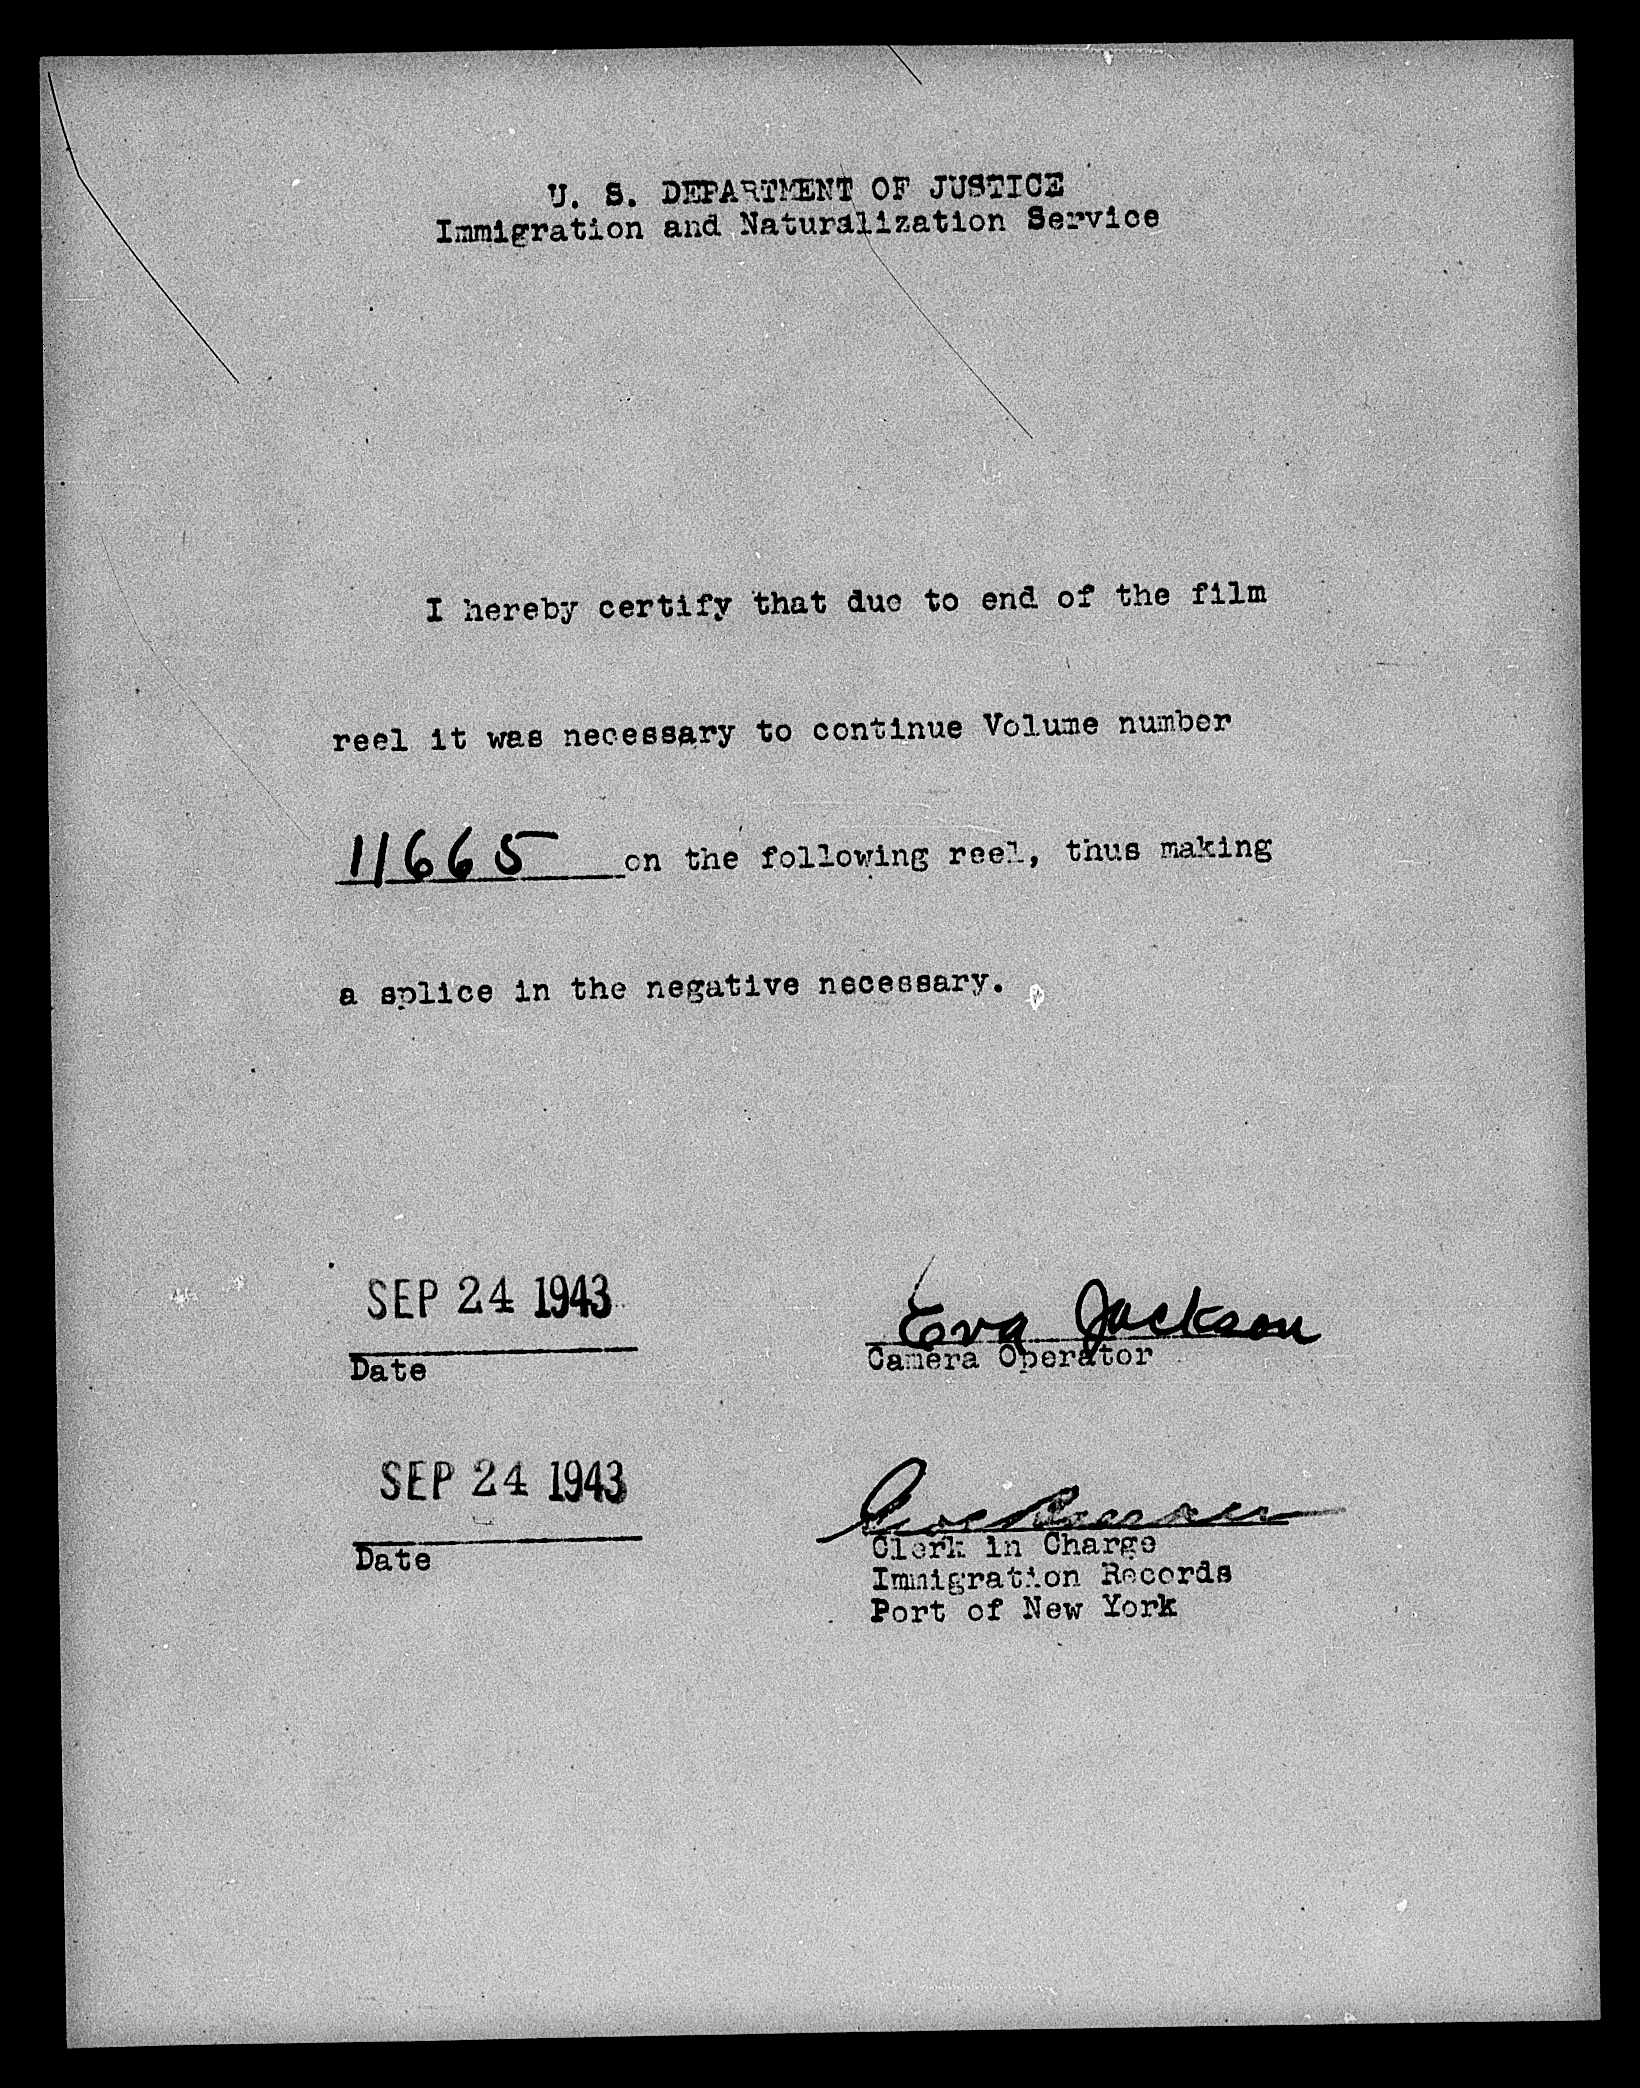 U. S. DEPARTMENT OF JUSTICE
Immigration and Naturalization Service
I hereby certify that due to end of the film
reel it was necessary to continue Volume number
11665 on the following reel, thus making
a splice in the negative necessary.
SEP 24 1943 Eva Jackson
Date Camera Operator
SEP 24 1943
Date Clerk in Charge
Immigration Records
Port of New York